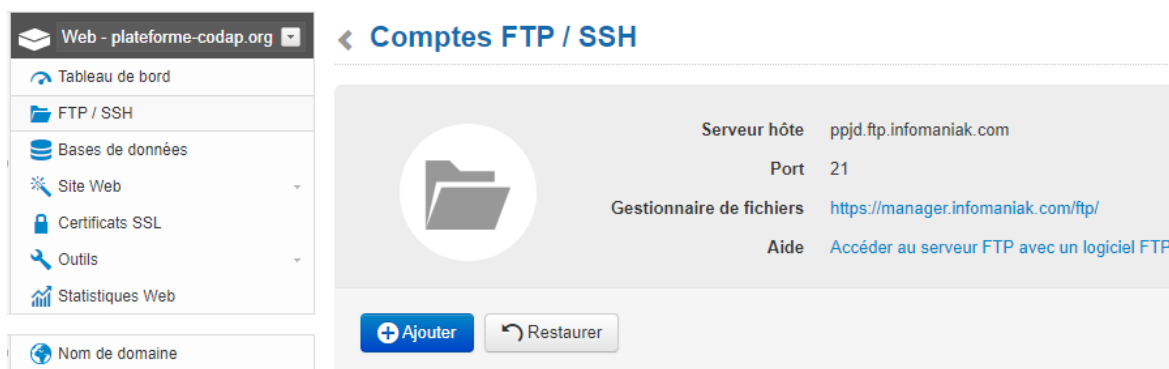 Web - plateforme-codap.org
Tableau de bord
FTP / SSH
Bases de données
Site Web
Certificats SSL
Outils
Statistiques Web
Nom de domaine
Comptes FTP / SSH
Serveur hôte ppjd.ftp.infomaniak.com
Port 21
Gestionnaire de fichiers https://manager.infomaniak.com/ftp/
Aide Accéder au serveur FTP avec un logiciel FTP
Ajouter Restaurer